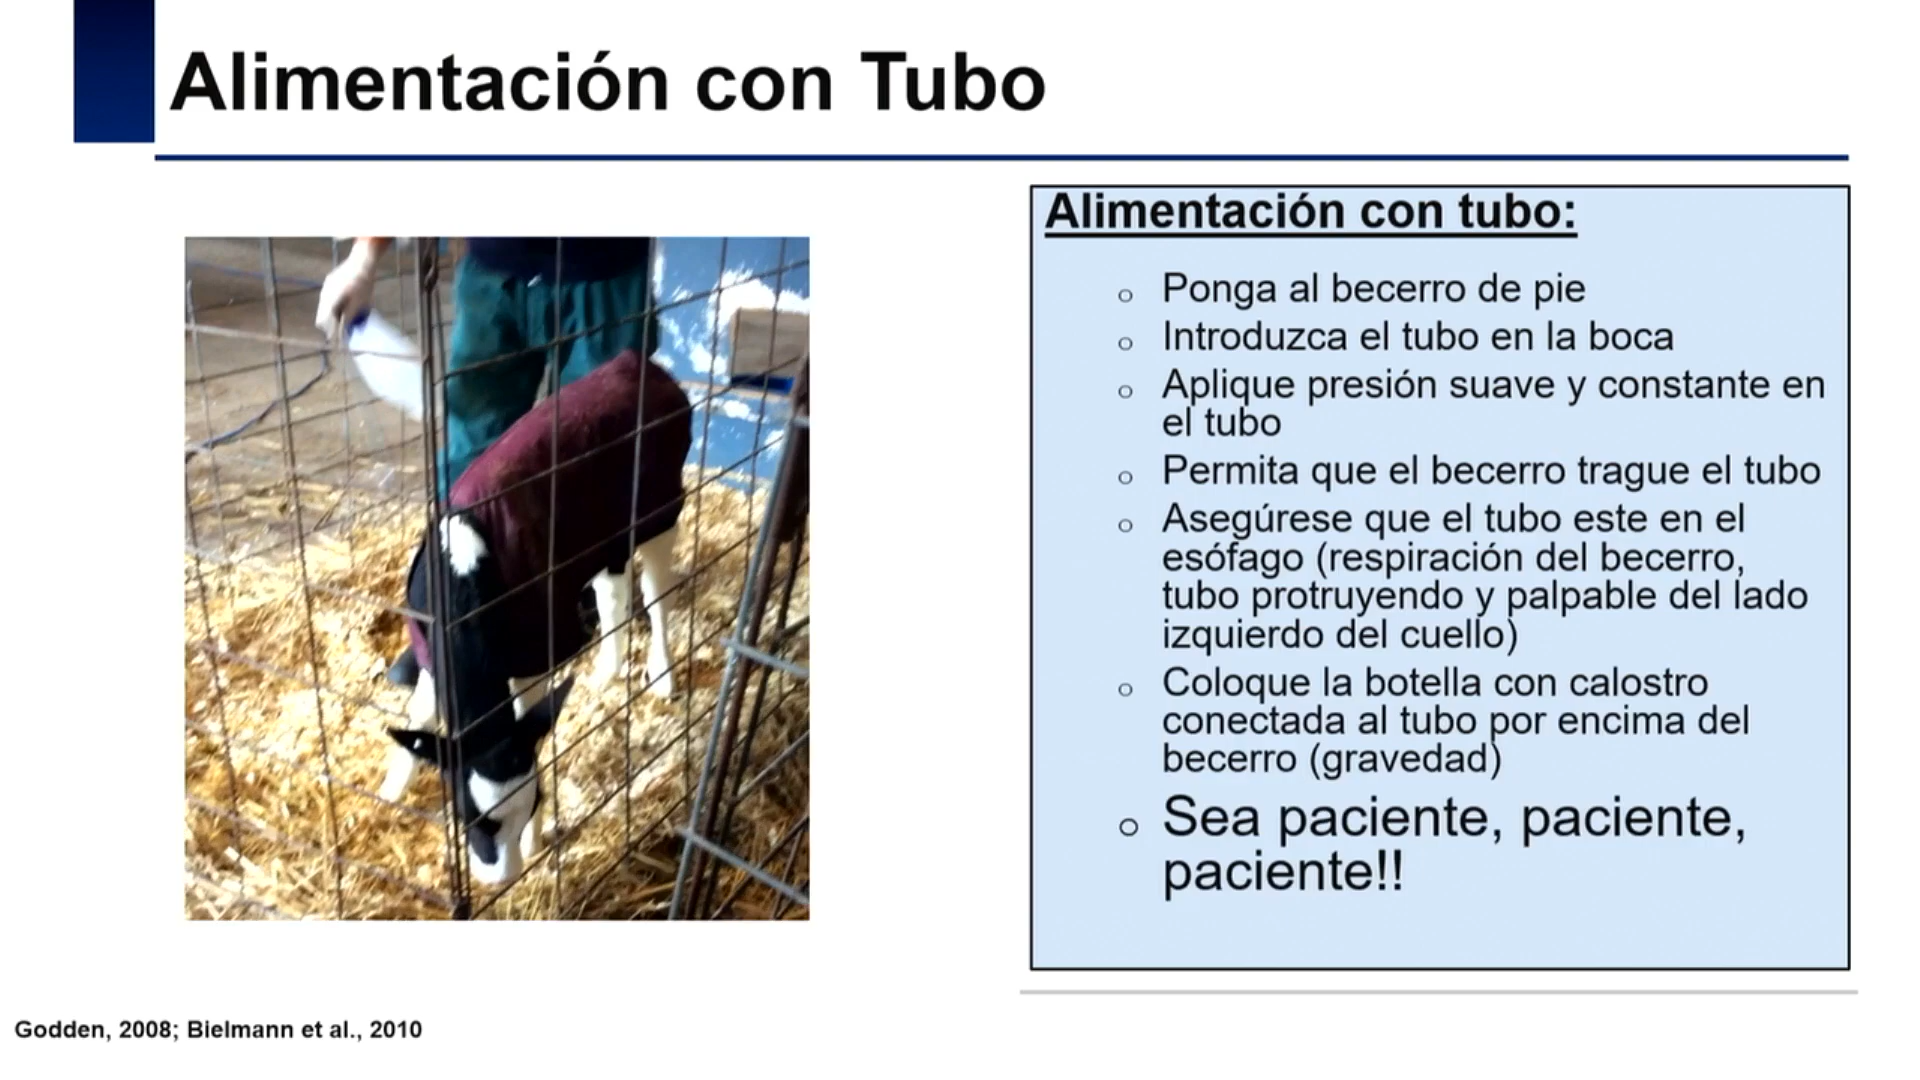 Alimentación con Tubo
Alimentación con tubo:
o Ponga al becerro de pie
o Introduzca el tubo en la boca
o Aplique presión suave y constante en
el tubo
o Permita que el becerro trague el tubo
o Asegúrese que el tubo este en el
esófago (respiración del becerro,
tubo protruyendo y palpable del lado
izquierdo del cuello)
o Coloque la botella con calostro
conectada al tubo por encima del
becerro (gravedad)
o Sea paciente, paciente,
paciente!!
Godden, 2008; Bielmann et al., 2010